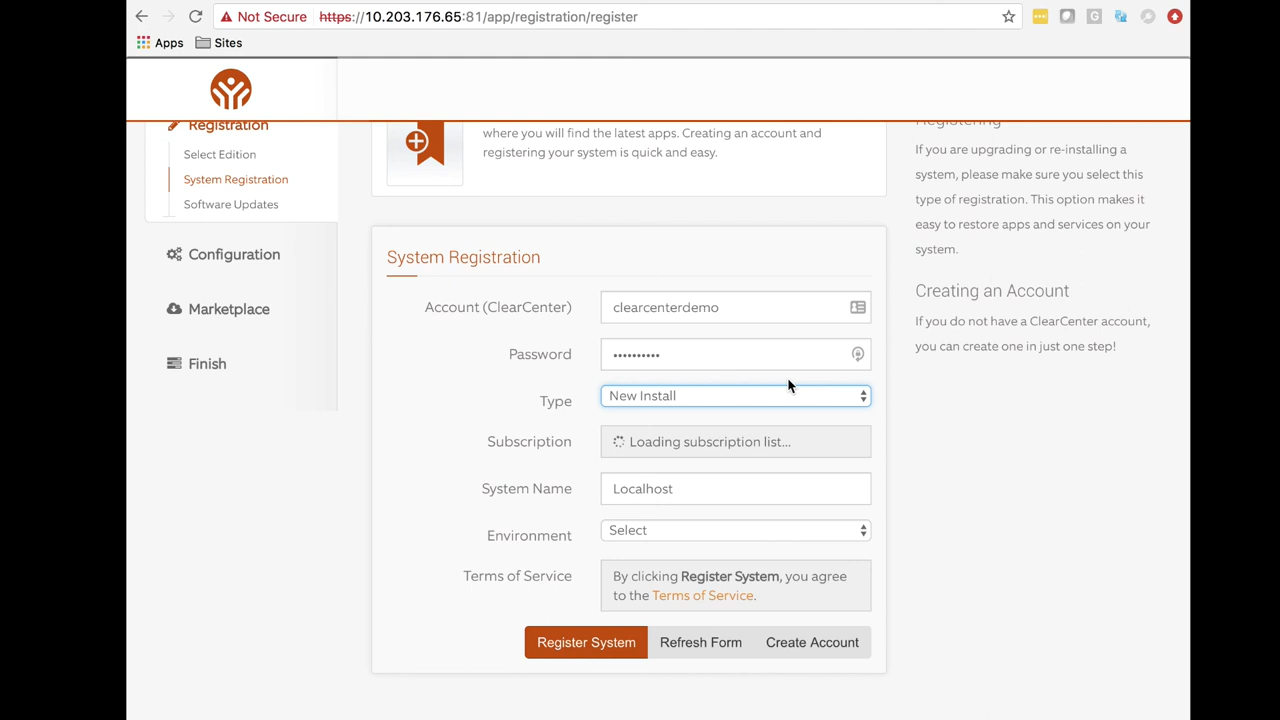 Not Secure https://10.203.176.65:81/app/registration/register
Apps Sites
Registration
Select Edition
System Registration
Software Updates
Configuration
Marketplace
Finish
where you will find the latest apps. Creating an account and
registering your system is quick and easy.
System Registration
Account (ClearCenter) clearcenterdemo
Password ••••••••••
Type New Install
Subscription Loading subscription list...
System Name Localhost
Environment Select
Terms of Service By clicking Register System, you agree
to the Terms of Service.
Register System Refresh Form Create Account
Registering
If you are upgrading or re-installing a
system, please make sure you select this
type of registration. This option makes it
easy to restore apps and services on your
system.
Creating an Account
If you do not have a ClearCenter account,
you can create one in just one step!